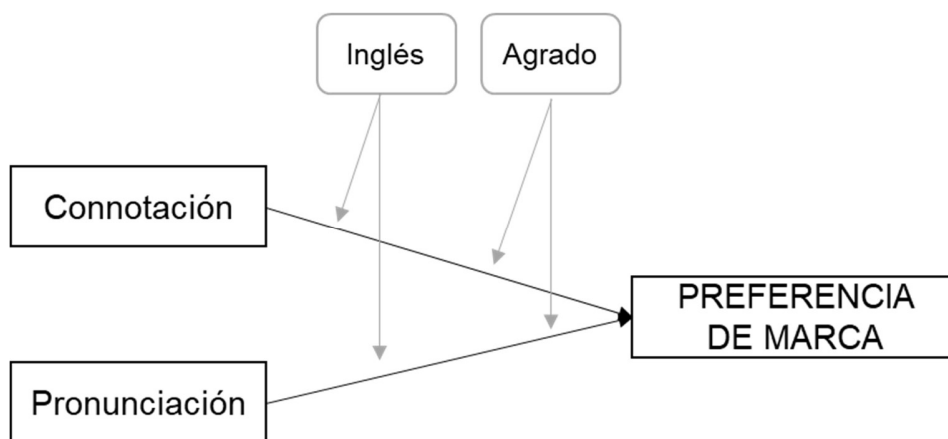 Inglés
Agrado
Connotación
PREFERENCIA
DE MARCA
Pronunciación